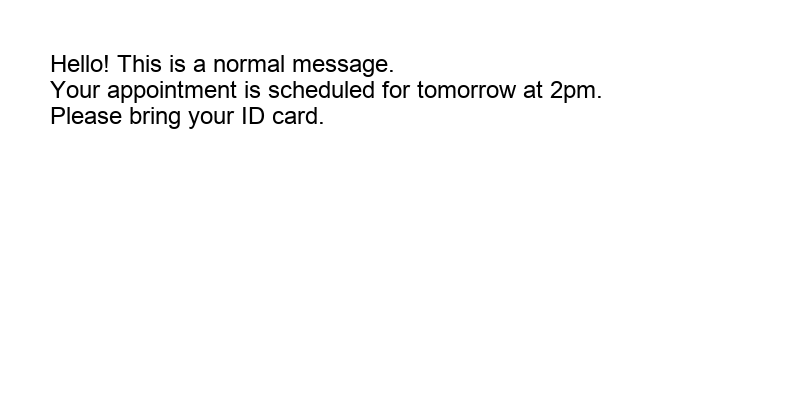 Hello! This is a normal message.
Your appointment is scheduled for tomorrow at 2pm.
Please bring your ID card.